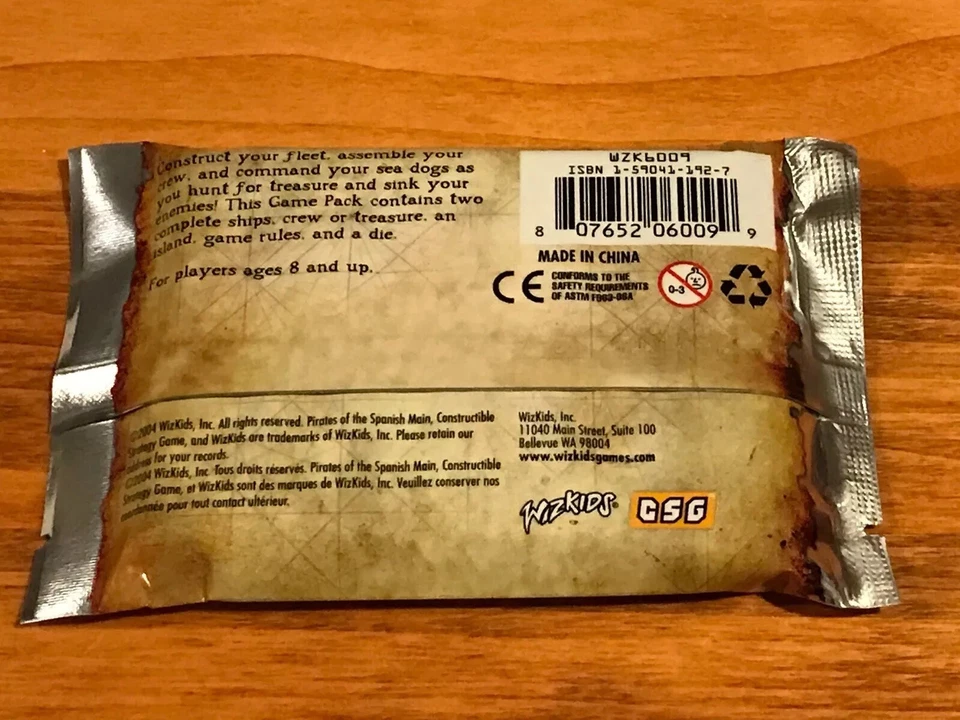 Construct your fleet, assemble your
crew, and command your sea dogs as
you hunt for treasure and sink your
enemies! This Game Pack contains two
complete ships, crew or treasure, an
island, game rules, and a die.
For players ages 8 and up.
WZK6009
ISBN 1-59041-192-7
8 07652 06009 9
MADE IN CHINA
CE
CONFORMS TO THE
SAFETY REQUIREMENTS
OF ASTM F963-96A
0-3
©2004 WizKids, Inc. All rights reserved. Pirates of the Spanish Main, Constructible
Strategy Game, and WizKids are trademarks of WizKids, Inc. Please retain our
address for your records.
©2004 WizKids, Inc Tous droits réservés. Pirates of the Spanish Main, Constructible
Strategy Game, et WizKids sont des marques de WizKids, Inc. Veuillez conserver nos
coordonnée pour tout contact ultérieur.
WizKids, Inc.
11040 Main Street, Suite 100
Bellevue WA 98004
www.wizkidsgames.com
WIZKIDS®
CSG